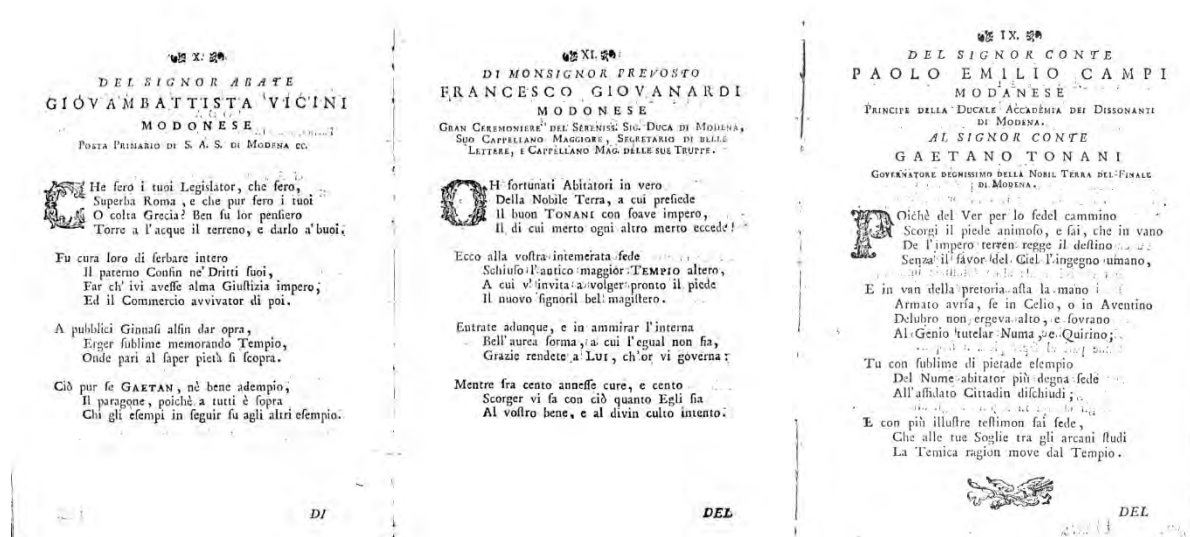 X.
DEL SIGNOR ABATE
GIOVAMBATTISTA VICINI
MODONESE
POETA PRIMARIO DI S. A. S. DI MODENA ec.
CHe fero i tuoi Legislator, che fero,
Superba Roma, e che pur fero i tuoi
O colta Grecia? Ben fu lor pensiero
Torre a l'acque il terreno, e darlo a' buoi.
Fu cura loro di serbare intero
Il paterno Confin ne' Dritti suoi,
Far ch' ivi avesse alma Giustizia impero,
Ed il Commercio avvivator di poi.
A pubblici Ginnasi alfin dar opra,
Erger sublime memorando Tempio,
Onde pari al saper pietà si scopra.
Ciò pur fe GAETAN, nè bene adempio,
Il paragone, poichè a tutti è sopra
Chi gli esempi in seguir fu agli altri esempio.
DI
XI.
DI MONSIGNOR PREVOSTO
FRANCESCO GIOVANARDI
MODONESE
GRAN CEREMONIERE DEL SERENISS. SIG. DUCA DI MODENA,
SUO CAPPELLANO MAGGIORE, SEGRETARIO DI BELLE
LETTERE, E CAPPELLANO MAG. DELLE SUE TRUPPE.
OH fortunati Abitatori in vero
Della Nobile Terra, a cui presiede
Il buon TONANI con soave impero,
Il di cui merto ogni altro merto eccede!
Ecco alla vostra intemerata fede
Schiuso l'antico maggior TEMPIO altero,
A cui v' invita a volger pronto il piede
Il nuovo signoril bel magistero.
Entrate adunque, e in ammirar l'interna
Bell' aurea forma, a cui l'egual non sia,
Grazie rendete a LUI, ch'or vi governa:
Mentre fra cento annesse cure, e cento
Scorger vi fa con ciò quanto Egli sia
Al vostro bene, e al divin culto intento.
DEL
IX.
DEL SIGNOR CONTE
PAOLO EMILIO CAMPI
MODANESE
PRINCIPE DELLA DUCALE ACCADEMIA DEI DISSONANTI
DI MODENA.
AL SIGNOR CONTE
GAETANO TONANI
GOVERNATORE DEGNISSIMO DELLA NOBIL TERRA DEL FINALE
DI MODENA.
POichè del Ver per lo fedel cammino
Scorgi il piede animoso, e sai, che in vano
De l'impero terren regge il destino
Senza il favor del Ciel l'ingegno umano,
E in van della pretoria asta la mano
Armato avria, se in Celio, o in Aventino
Delubro non ergeva alto, e sovrano
Al Genio tutelar Numa, e Quirino;
Tu con sublime di pietade esempio
Del Nume abitator più degna sede
All'affidato Cittadin dischiudi;
E con più illustre testimon fai fede,
Che alle tue Soglie tra gli arcani studi
La Temica ragion move dal Tempio.
DEL